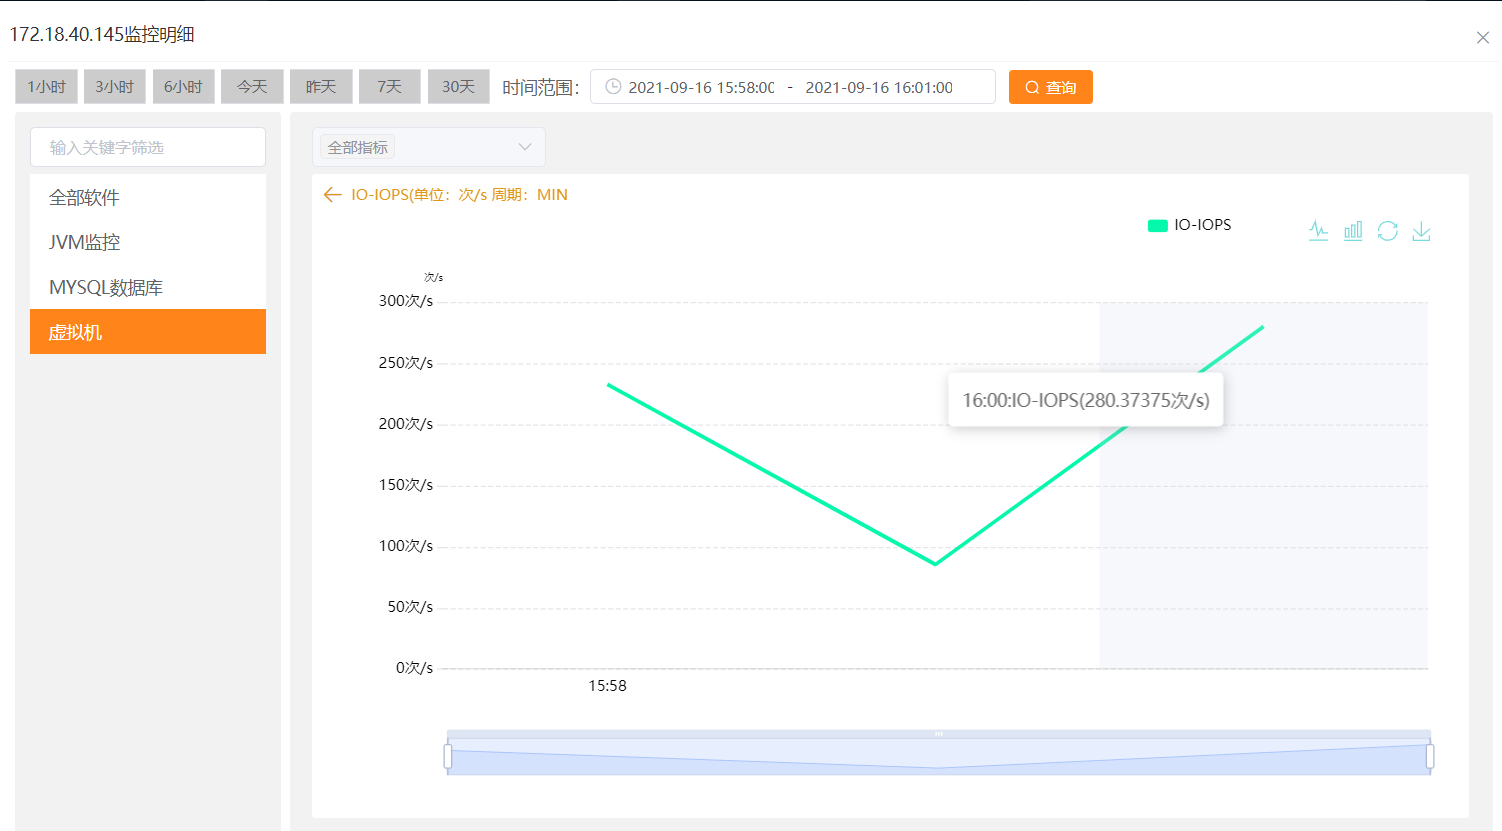 172.18.40.145监控明细
1小时 3小时 6小时 今天 昨天 7天 30天 时间范围： 2021-09-16 15:58:00 - 2021-09-16 16:01:00 查询
输入关键字筛选
全部软件
JVM监控
MYSQL数据库
虚拟机
全部指标
IO-IOPS(单位：次/s 周期：MIN
IO-IOPS
次/s
300次/s
250次/s
16:00:IO-IOPS(280.37375次/s)
200次/s
150次/s
100次/s
50次/s
0次/s
15:58